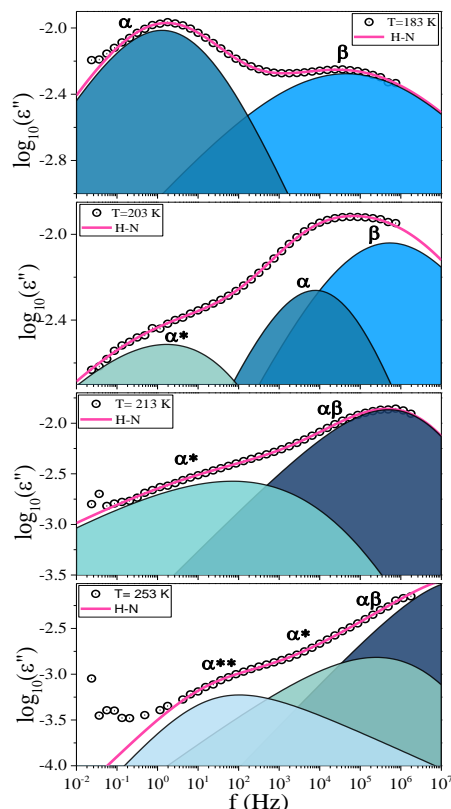 α
β
T=183 K
H-N
-2.0
-2.4
-2.8
log₁₀(ε'')
T=203 K
H-N
β
α
α*
-2.0
-2.4
log₁₀(ε'')
T= 213 K
H-N
αβ
α*
-2.0
-2.5
-3.0
-3.5
log₁₀(ε'')
T= 253 K
H-N
αβ
α*
α**
-2.5
-3.0
-3.5
-4.0
log₁₀(ε'')
10⁻² 10⁻¹ 10⁰ 10¹ 10² 10³ 10⁴ 10⁵ 10⁶ 10⁷
f (Hz)